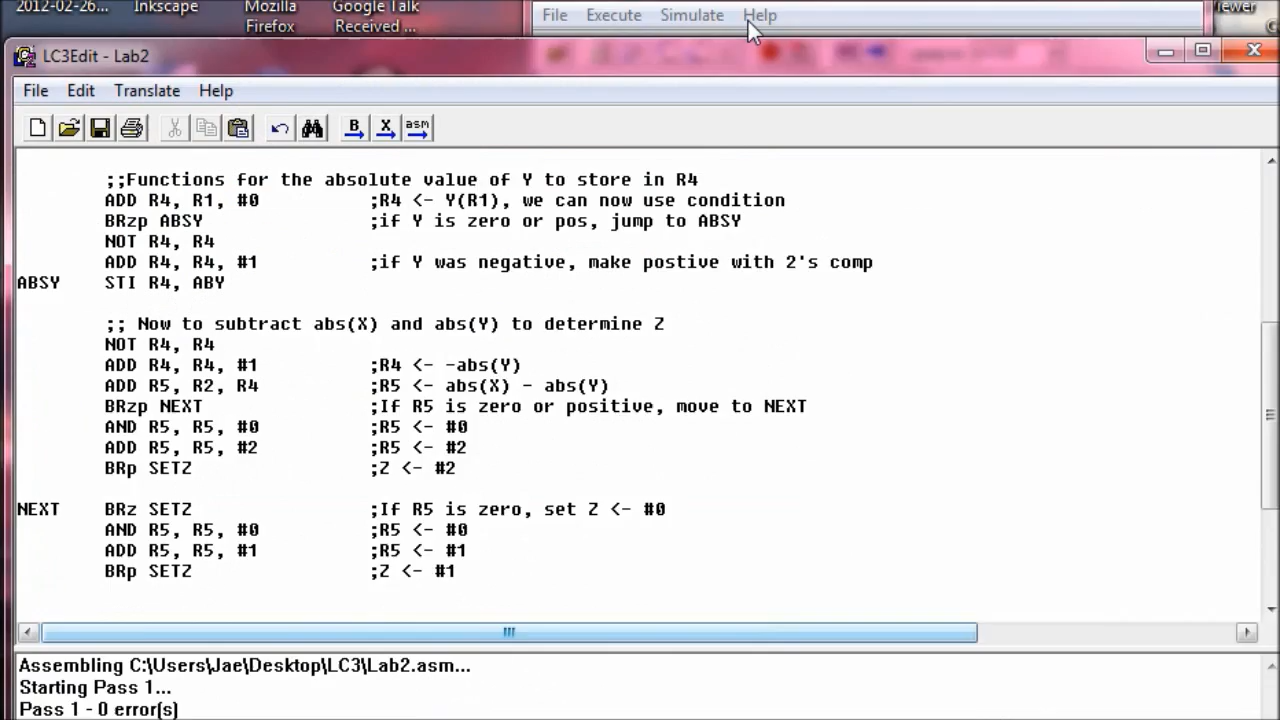 2012-02-26... Inkscape Mozilla Firefox Google Talk Received ...
File Execute Simulate Help
LC3Edit - Lab2
File Edit Translate Help
B X asm
;;Functions for the absolute value of Y to store in R4
ADD R4, R1, #0 ;R4 <- Y(R1), we can now use condition
BRzp ABSY ;if Y is zero or pos, jump to ABSY
NOT R4, R4
ADD R4, R4, #1 ;if Y was negative, make postive with 2's comp
ABSY STI R4, ABY
;; Now to subtract abs(X) and abs(Y) to determine Z
NOT R4, R4
ADD R4, R4, #1 ;R4 <- -abs(Y)
ADD R5, R2, R4 ;R5 <- abs(X) - abs(Y)
BRzp NEXT ;If R5 is zero or positive, move to NEXT
AND R5, R5, #0 ;R5 <- #0
ADD R5, R5, #2 ;R5 <- #2
BRp SETZ ;Z <- #2
NEXT BRz SETZ ;If R5 is zero, set Z <- #0
AND R5, R5, #0 ;R5 <- #0
ADD R5, R5, #1 ;R5 <- #1
BRp SETZ ;Z <- #1
Assembling C:\Users\Jae\Desktop\LC3\Lab2.asm...
Starting Pass 1...
Pass 1 - 0 error(s)